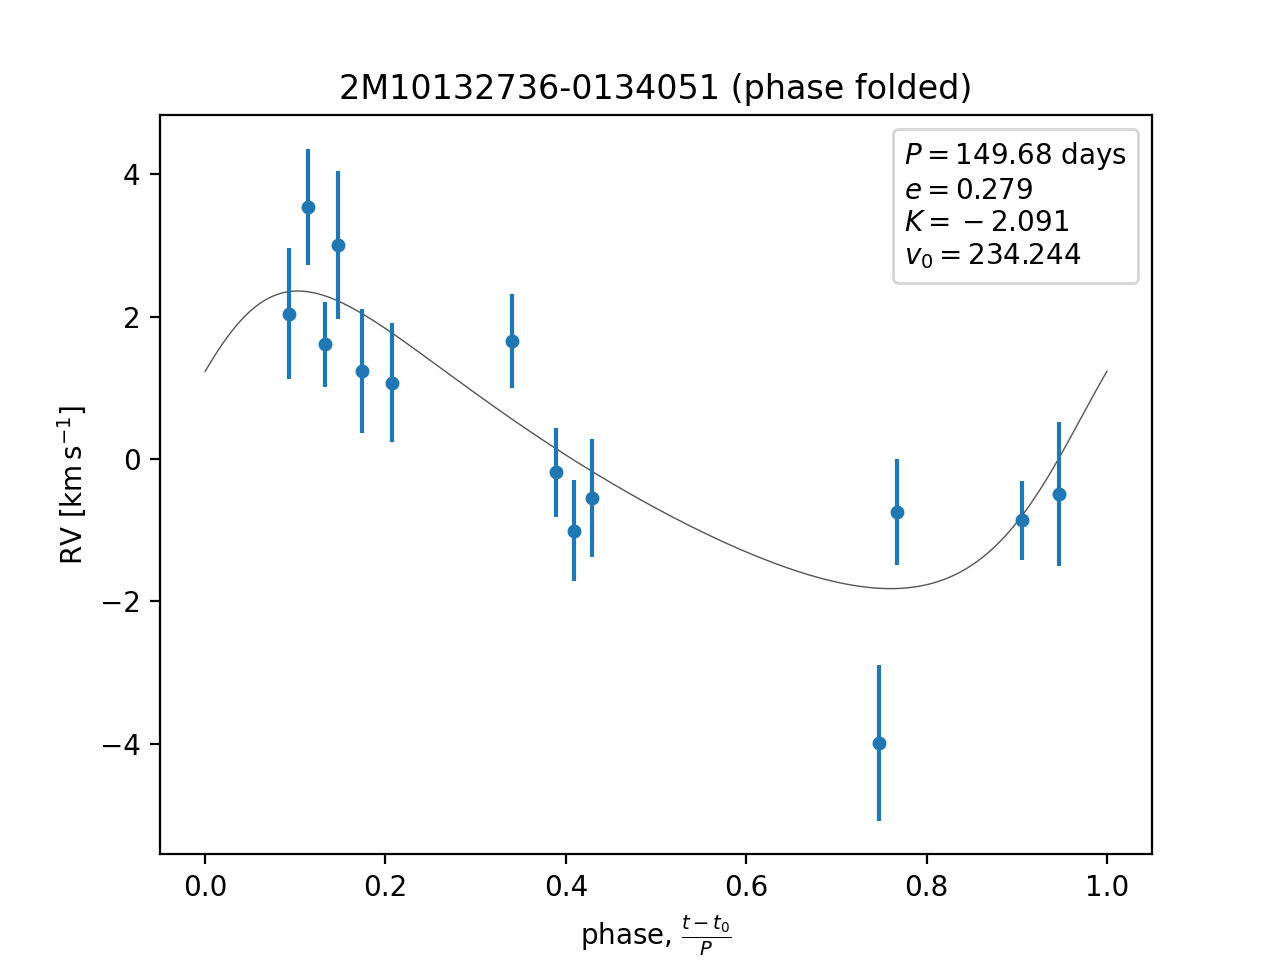 2M10132736-0134051 (phase folded)
P = 149.68 days
e = 0.279
K = −2.091
v₀ = 234.244
4
2
0
−2
−4
RV [km s⁻¹]
0.0 0.2 0.4 0.6 0.8 1.0
phase, (t − t₀)/P